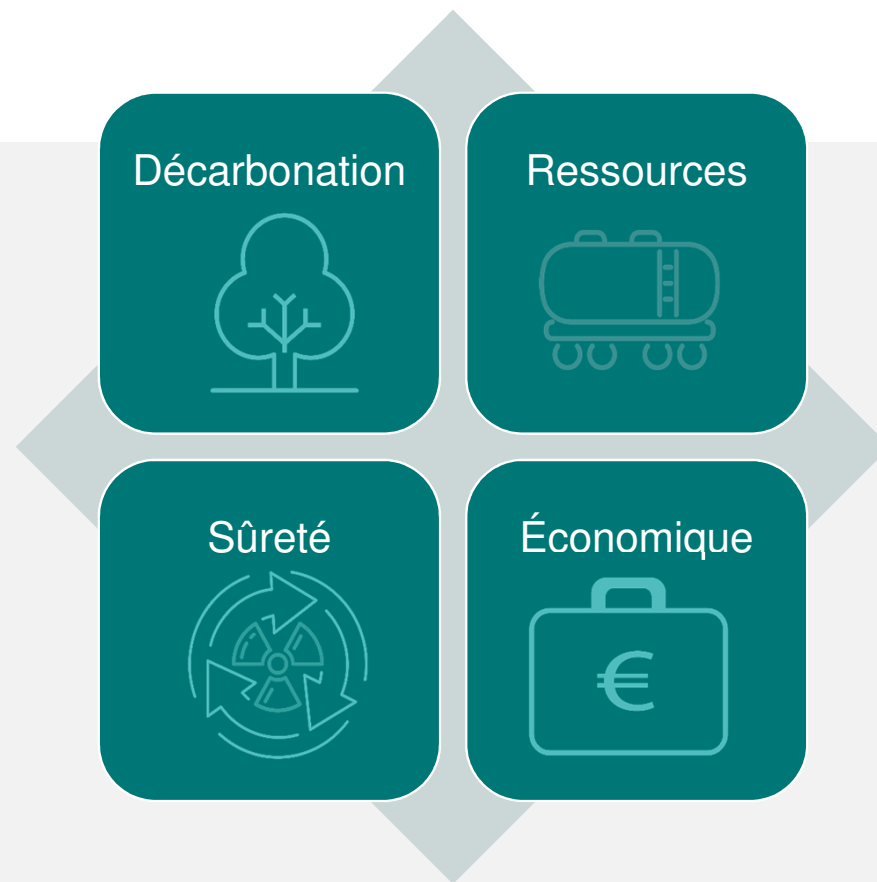 Décarbonation
Ressources
Sûreté
Économique
€